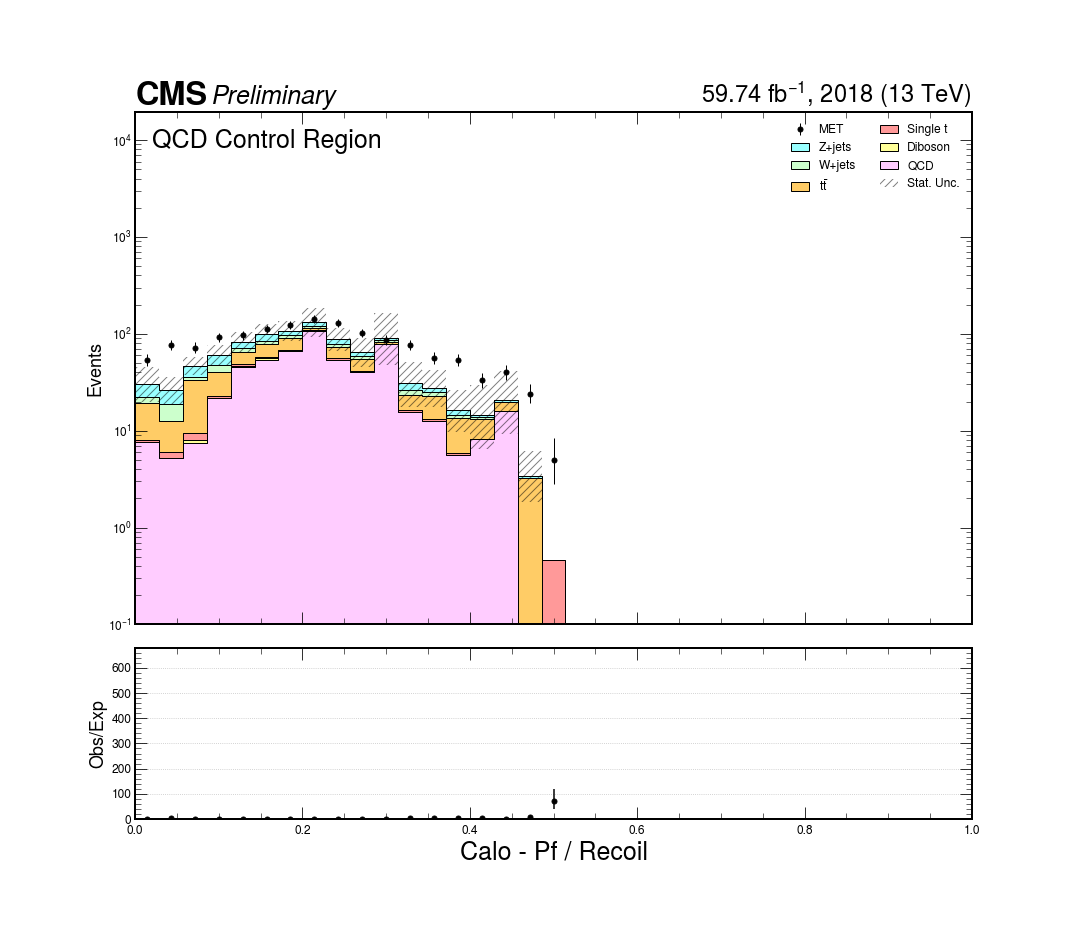 CMS Preliminary 59.74 fb⁻¹, 2018 (13 TeV)
QCD Control Region
MET
Z+jets
W+jets
tt̄
Single t
Diboson
QCD
Stat. Unc.
10⁴
10³
10²
10¹
10⁰
10⁻¹
Events
600
500
400
300
200
100
0
Obs/Exp
0.0 0.2 0.4 0.6 0.8 1.0
Calo - Pf / Recoil